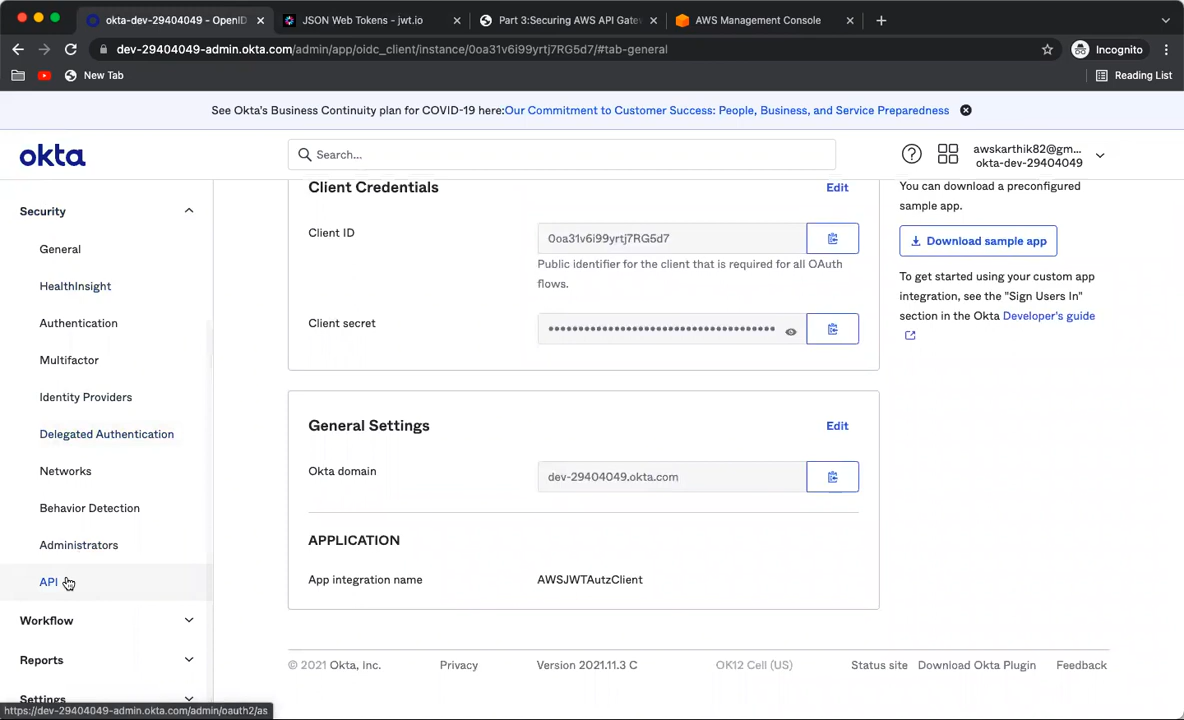 okta-dev-29404049 - OpenID
JSON Web Tokens - jwt.io
Part 3:Securing AWS API Gate
AWS Management Console
dev-29404049-admin.okta.com/admin/app/oidc_client/instance/0oa31v6i99yrtj7RG5d7/#tab-general
Incognito
New Tab
Reading List
See Okta's Business Continuity plan for COVID-19 here:Our Commitment to Customer Success: People, Business, and Service Preparedness
okta
Search...
awskarthik82@gm...
okta-dev-29404049
Security
General
HealthInsight
Authentication
Multifactor
Identity Providers
Delegated Authentication
Networks
Behavior Detection
Administrators
API
Workflow
Reports
Settings
Client Credentials
Edit
Client ID
0oa31v6i99yrtj7RG5d7
Public identifier for the client that is required for all OAuth
flows.
Client secret
••••••••••••••••••••••••••••••••••••••••
General Settings
Edit
Okta domain
dev-29404049.okta.com
APPLICATION
App integration name
AWSJWTAutzClient
You can download a preconfigured
sample app.
Download sample app
To get started using your custom app
integration, see the "Sign Users In"
section in the Okta Developer's guide
© 2021 Okta, Inc.
Privacy
Version 2021.11.3 C
OK12 Cell (US)
Status site
Download Okta Plugin
Feedback
https://dev-29404049-admin.okta.com/admin/oauth2/as